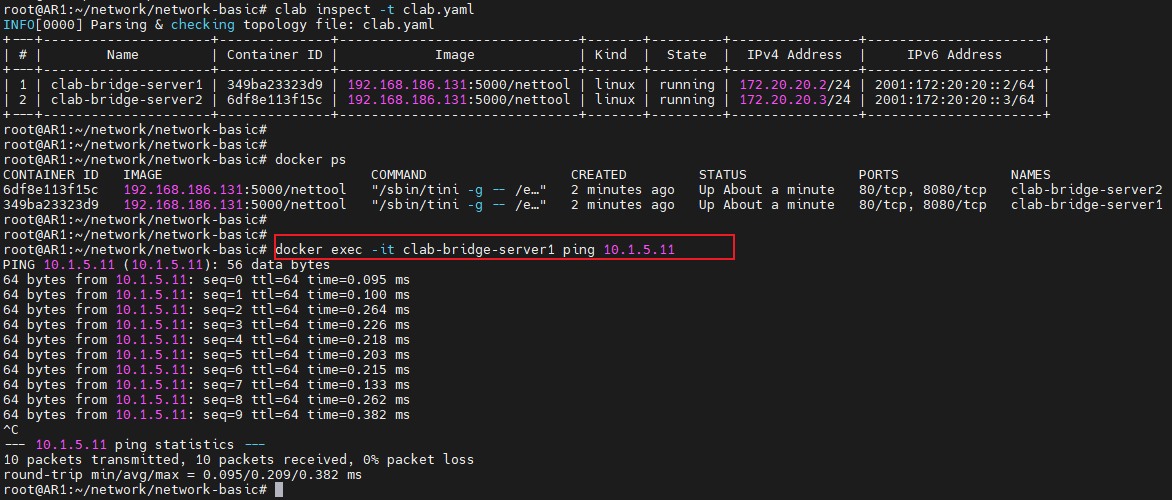 root@AR1:~/network/network-basic# clab inspect -t clab.yaml
INFO[0000] Parsing & checking topology file: clab.yaml
+---+---------------------+--------------+------------------------------+-------+---------+----------------+----------------------+
| # |        Name         | Container ID |            Image             | Kind  |  State  |  IPv4 Address  |     IPv6 Address     |
+---+---------------------+--------------+------------------------------+-------+---------+----------------+----------------------+
| 1 | clab-bridge-server1 | 349ba23323d9 | 192.168.186.131:5000/nettool | linux | running | 172.20.20.2/24 | 2001:172:20:20::2/64 |
| 2 | clab-bridge-server2 | 6df8e113f15c | 192.168.186.131:5000/nettool | linux | running | 172.20.20.3/24 | 2001:172:20:20::3/64 |
+---+---------------------+--------------+------------------------------+-------+---------+----------------+----------------------+
root@AR1:~/network/network-basic#
root@AR1:~/network/network-basic#
root@AR1:~/network/network-basic# docker ps
CONTAINER ID   IMAGE                          COMMAND                  CREATED         STATUS              PORTS              NAMES
6df8e113f15c   192.168.186.131:5000/nettool   "/sbin/tini -g -- /e…"   2 minutes ago   Up About a minute   80/tcp, 8080/tcp   clab-bridge-server2
349ba23323d9   192.168.186.131:5000/nettool   "/sbin/tini -g -- /e…"   2 minutes ago   Up About a minute   80/tcp, 8080/tcp   clab-bridge-server1
root@AR1:~/network/network-basic#
root@AR1:~/network/network-basic#
root@AR1:~/network/network-basic# docker exec -it clab-bridge-server1 ping 10.1.5.11
PING 10.1.5.11 (10.1.5.11): 56 data bytes
64 bytes from 10.1.5.11: seq=0 ttl=64 time=0.095 ms
64 bytes from 10.1.5.11: seq=1 ttl=64 time=0.100 ms
64 bytes from 10.1.5.11: seq=2 ttl=64 time=0.264 ms
64 bytes from 10.1.5.11: seq=3 ttl=64 time=0.226 ms
64 bytes from 10.1.5.11: seq=4 ttl=64 time=0.218 ms
64 bytes from 10.1.5.11: seq=5 ttl=64 time=0.203 ms
64 bytes from 10.1.5.11: seq=6 ttl=64 time=0.215 ms
64 bytes from 10.1.5.11: seq=7 ttl=64 time=0.133 ms
64 bytes from 10.1.5.11: seq=8 ttl=64 time=0.262 ms
64 bytes from 10.1.5.11: seq=9 ttl=64 time=0.382 ms
^C
--- 10.1.5.11 ping statistics ---
10 packets transmitted, 10 packets received, 0% packet loss
round-trip min/avg/max = 0.095/0.209/0.382 ms
root@AR1:~/network/network-basic#